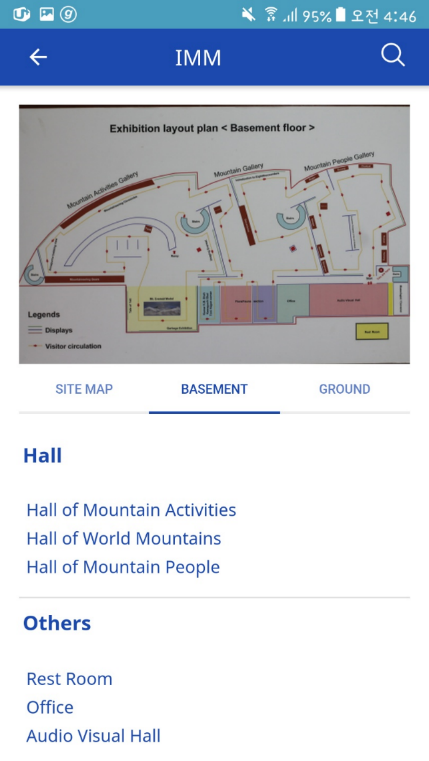 95% 오전 4:46
IMM
Exhibition layout plan < Basement floor >
Mountain Activities Gallery
Mountain Gallery
Mountain People Gallery
Legends
Displays
Visitor circulation
Office
SITE MAP
BASEMENT
GROUND
Hall
Hall of Mountain Activities
Hall of World Mountains
Hall of Mountain People
Others
Rest Room
Office
Audio Visual Hall